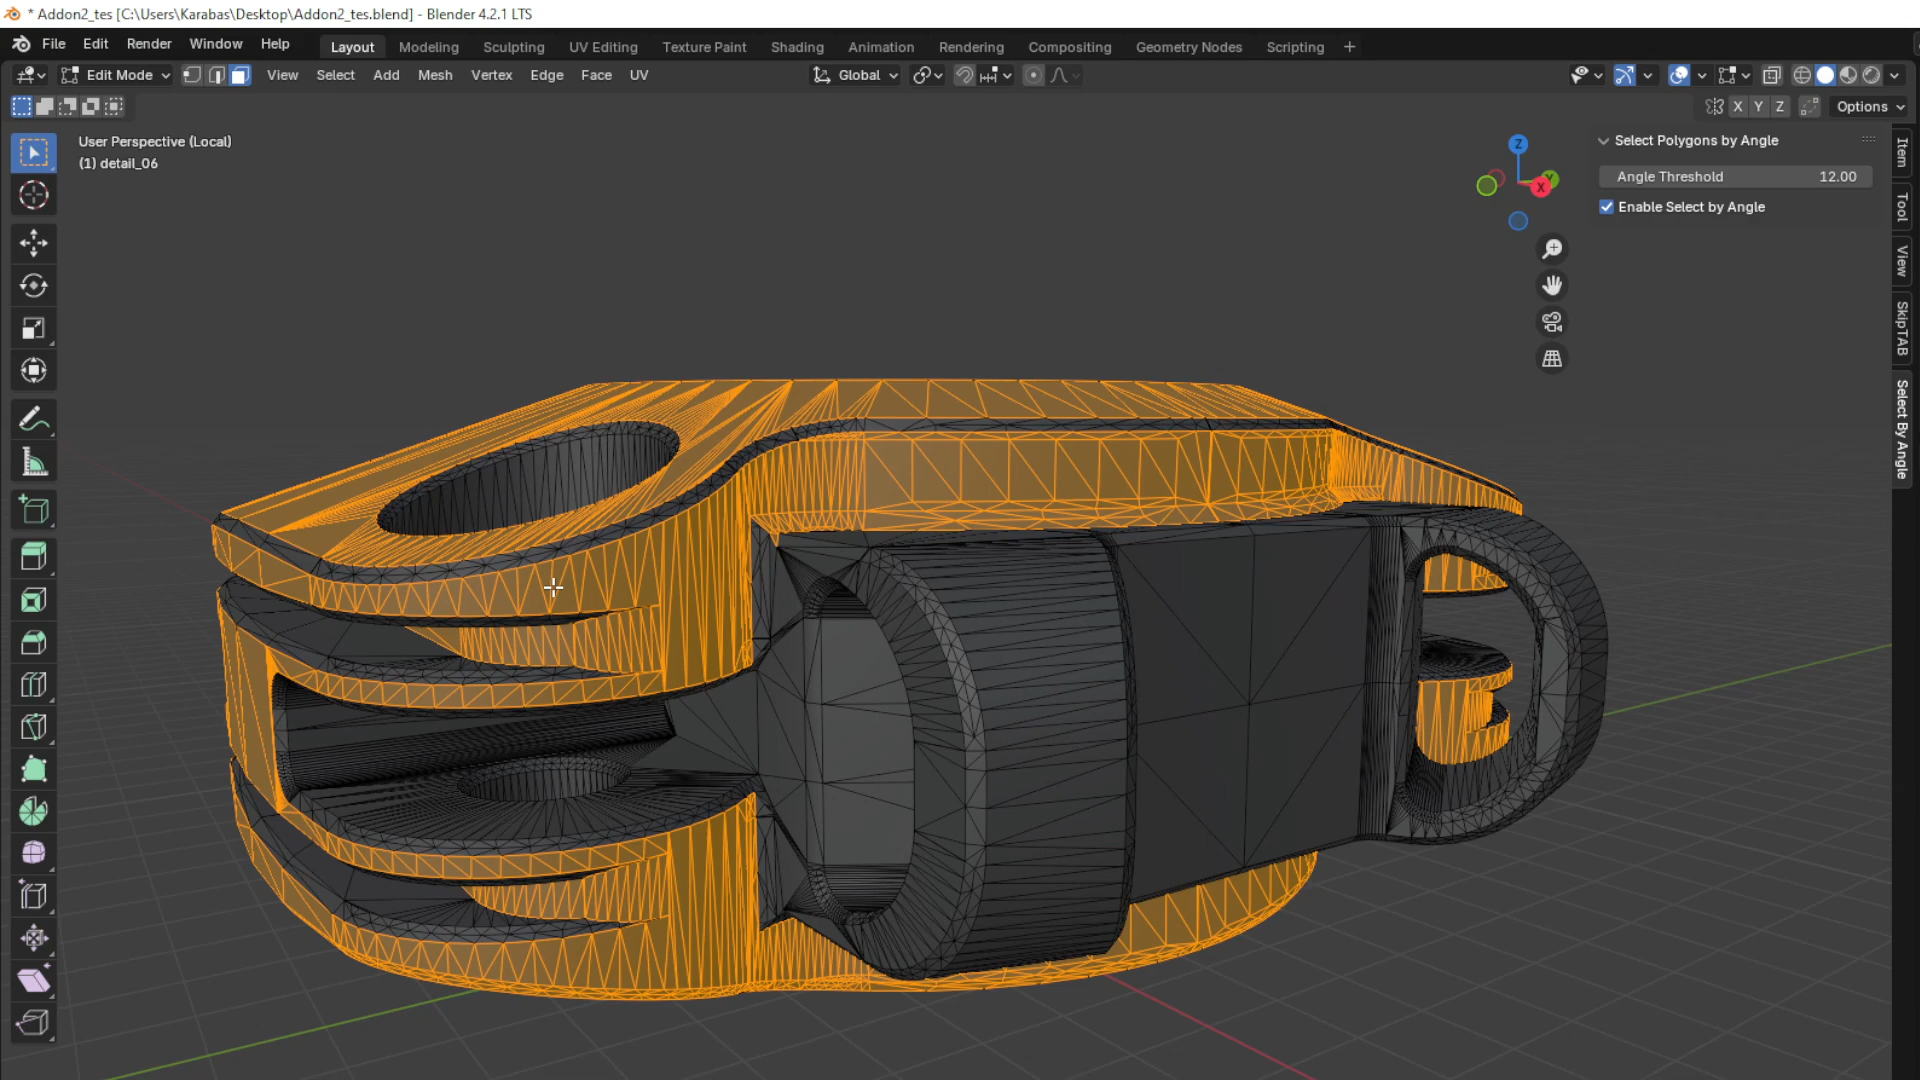 * Addon2_tes [C:\Users\Karabas\Desktop\Addon2_tes.blend] - Blender 4.2.1 LTS
File Edit Render Window Help Layout Modeling Sculpting UV Editing Texture Paint Shading Animation Rendering Compositing Geometry Nodes Scripting +
Edit Mode View Select Add Mesh Vertex Edge Face UV Global
X Y Z Options
User Perspective (Local)
(1) detail_06
Z
Y
X
Select Polygons by Angle
Angle Threshold 12.00
Enable Select by Angle
Item
Tool
View
SkipTAB
Select By Angle